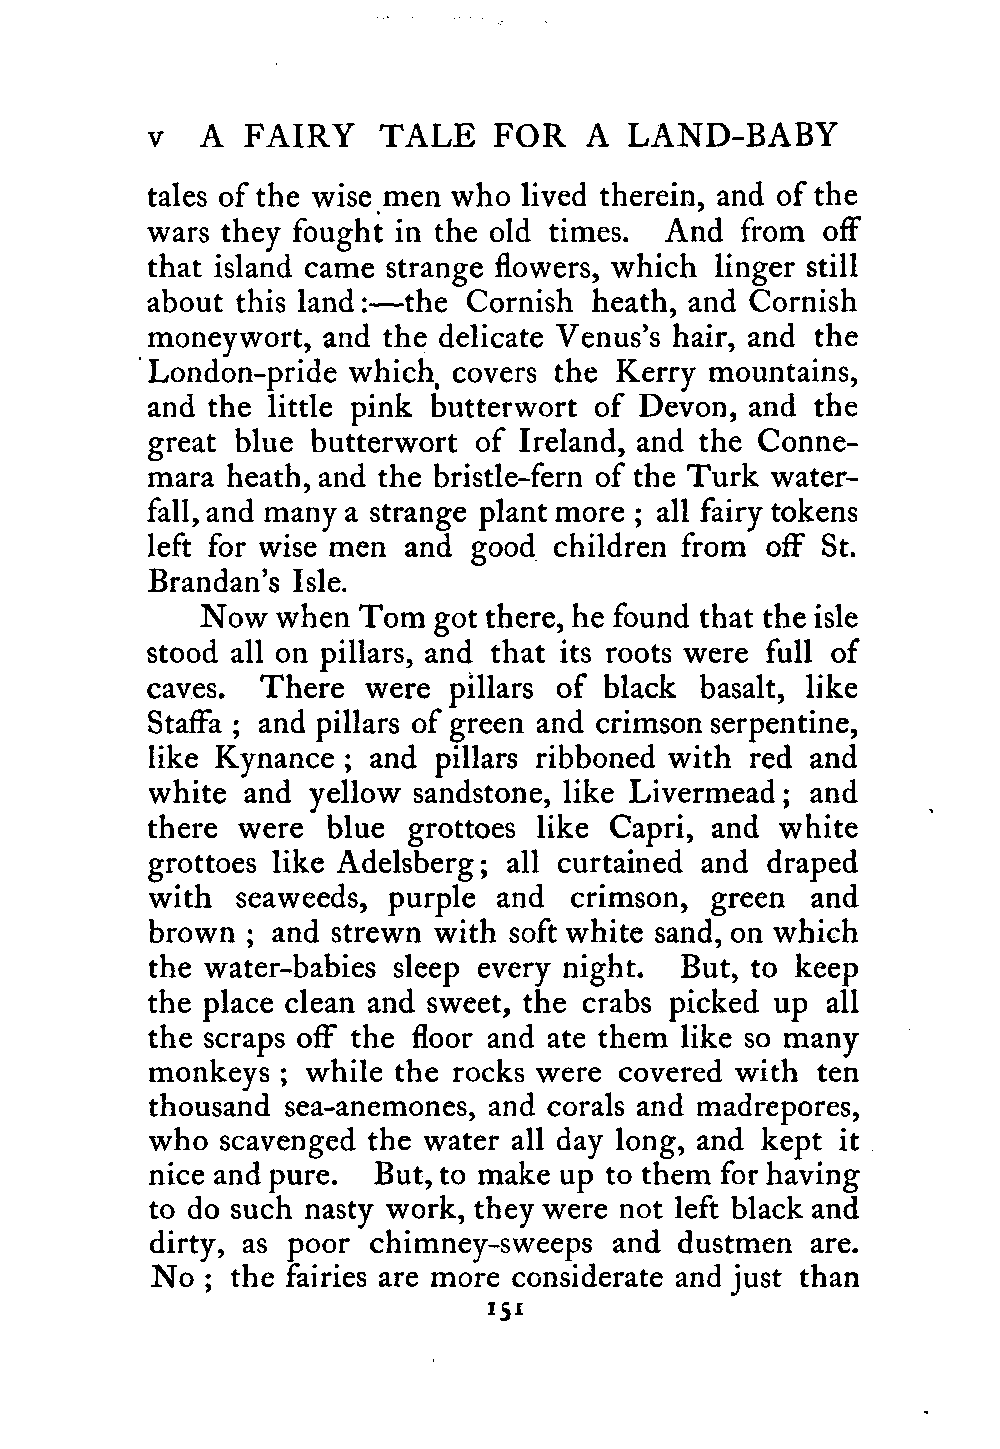 v A FAIRY TALE FOR A LAND-BABY
tales of the wise men who lived therein, and of the
wars they fought in the old times. And from off
that island came strange flowers, which linger still
about this land:—the Cornish heath, and Cornish
moneywort, and the delicate Venus's hair, and the
London-pride which covers the Kerry mountains,
and the little pink butterwort of Devon, and the
great blue butterwort of Ireland, and the Conne-
mara heath, and the bristle-fern of the Turk water-
fall, and many a strange plant more ; all fairy tokens
left for wise men and good children from off St.
Brandan's Isle.
Now when Tom got there, he found that the isle
stood all on pillars, and that its roots were full of
caves. There were pillars of black basalt, like
Staffa ; and pillars of green and crimson serpentine,
like Kynance ; and pillars ribboned with red and
white and yellow sandstone, like Livermead ; and
there were blue grottoes like Capri, and white
grottoes like Adelsberg ; all curtained and draped
with seaweeds, purple and crimson, green and
brown ; and strewn with soft white sand, on which
the water-babies sleep every night. But, to keep
the place clean and sweet, the crabs picked up all
the scraps off the floor and ate them like so many
monkeys ; while the rocks were covered with ten
thousand sea-anemones, and corals and madrepores,
who scavenged the water all day long, and kept it
nice and pure. But, to make up to them for having
to do such nasty work, they were not left black and
dirty, as poor chimney-sweeps and dustmen are.
No ; the fairies are more considerate and just than
151